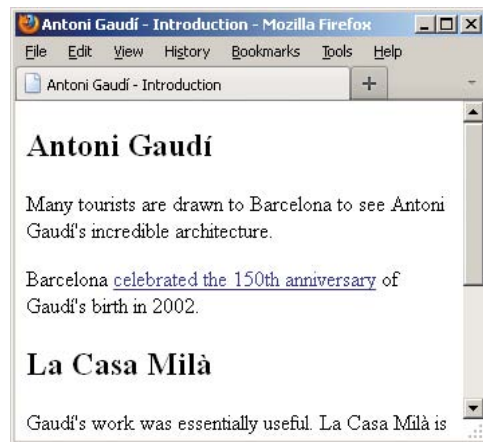 Antoni Gaudí - Introduction - Mozilla Firefox
File Edit View History Bookmarks Tools Help
Antoni Gaudí - Introduction +
Antoni Gaudí
Many tourists are drawn to Barcelona to see Antoni
Gaudí's incredible architecture.
Barcelona celebrated the 150th anniversary of
Gaudí's birth in 2002.
La Casa Milà
Gaudí's work was essentially useful. La Casa Milà is